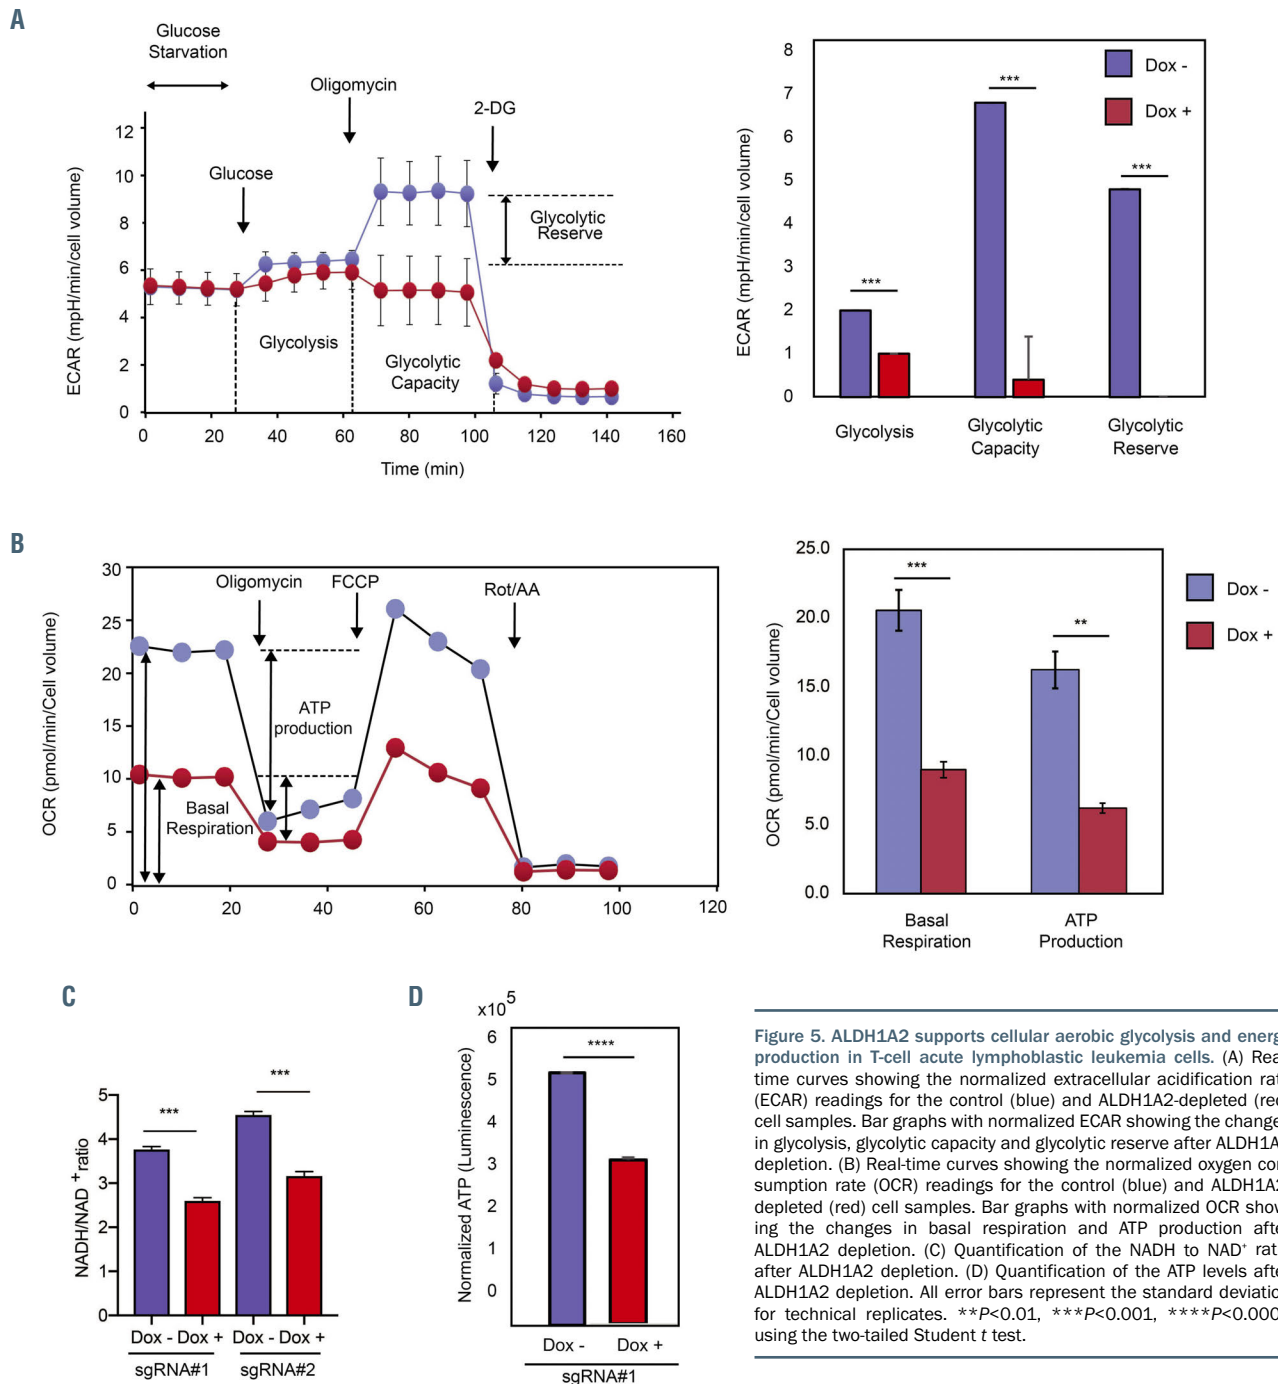 A
Glucose
Starvation
Oligomycin
2-DG
Glucose
Glycolytic
Reserve
Glycolysis
Glycolytic
Capacity
ECAR (mpH/min/cell volume)
12
10
8
6
4
2
0
0 20 40 60 80 100 120 140 160
Time (min)
ECAR (mpH/min/cell volume)
8
7
6
5
4
3
2
1
0
Dox -
Dox +
***
***
***
Glycolysis
Glycolytic
Capacity
Glycolytic
Reserve
B
OCR (pmol/min/Cell volume)
30
25
20
15
10
5
0
Oligomycin
FCCP
Rot/AA
ATP
production
Basal
Respiration
0 20 40 60 80 100 120
OCR (pmol/min/Cell volume)
25.0
20.0
15.0
10.0
5.0
0.0
***
**
Dox -
Dox +
Basal
Respiration
ATP
Production
C
NADH/NAD + ratio
5
4
3
2
1
0
***
***
Dox - Dox + Dox - Dox +
sgRNA#1 sgRNA#2
D
x10⁵
Normalized ATP (Luminescence)
6
5
4
3
2
1
0
****
Dox - Dox +
sgRNA#1
Figure 5. ALDH1A2 supports cellular aerobic glycolysis and energ
production in T-cell acute lymphoblastic leukemia cells. (A) Rea
time curves showing the normalized extracellular acidification rat
(ECAR) readings for the control (blue) and ALDH1A2-depleted (red
cell samples. Bar graphs with normalized ECAR showing the change
in glycolysis, glycolytic capacity and glycolytic reserve after ALDH1A
depletion. (B) Real-time curves showing the normalized oxygen con
sumption rate (OCR) readings for the control (blue) and ALDH1A2
depleted (red) cell samples. Bar graphs with normalized OCR show
ing the changes in basal respiration and ATP production afte
ALDH1A2 depletion. (C) Quantification of the NADH to NAD⁺ rati
after ALDH1A2 depletion. (D) Quantification of the ATP levels afte
ALDH1A2 depletion. All error bars represent the standard deviatio
for technical replicates. **P<0.01, ***P<0.001, ****P<0.000
using the two-tailed Student t test.